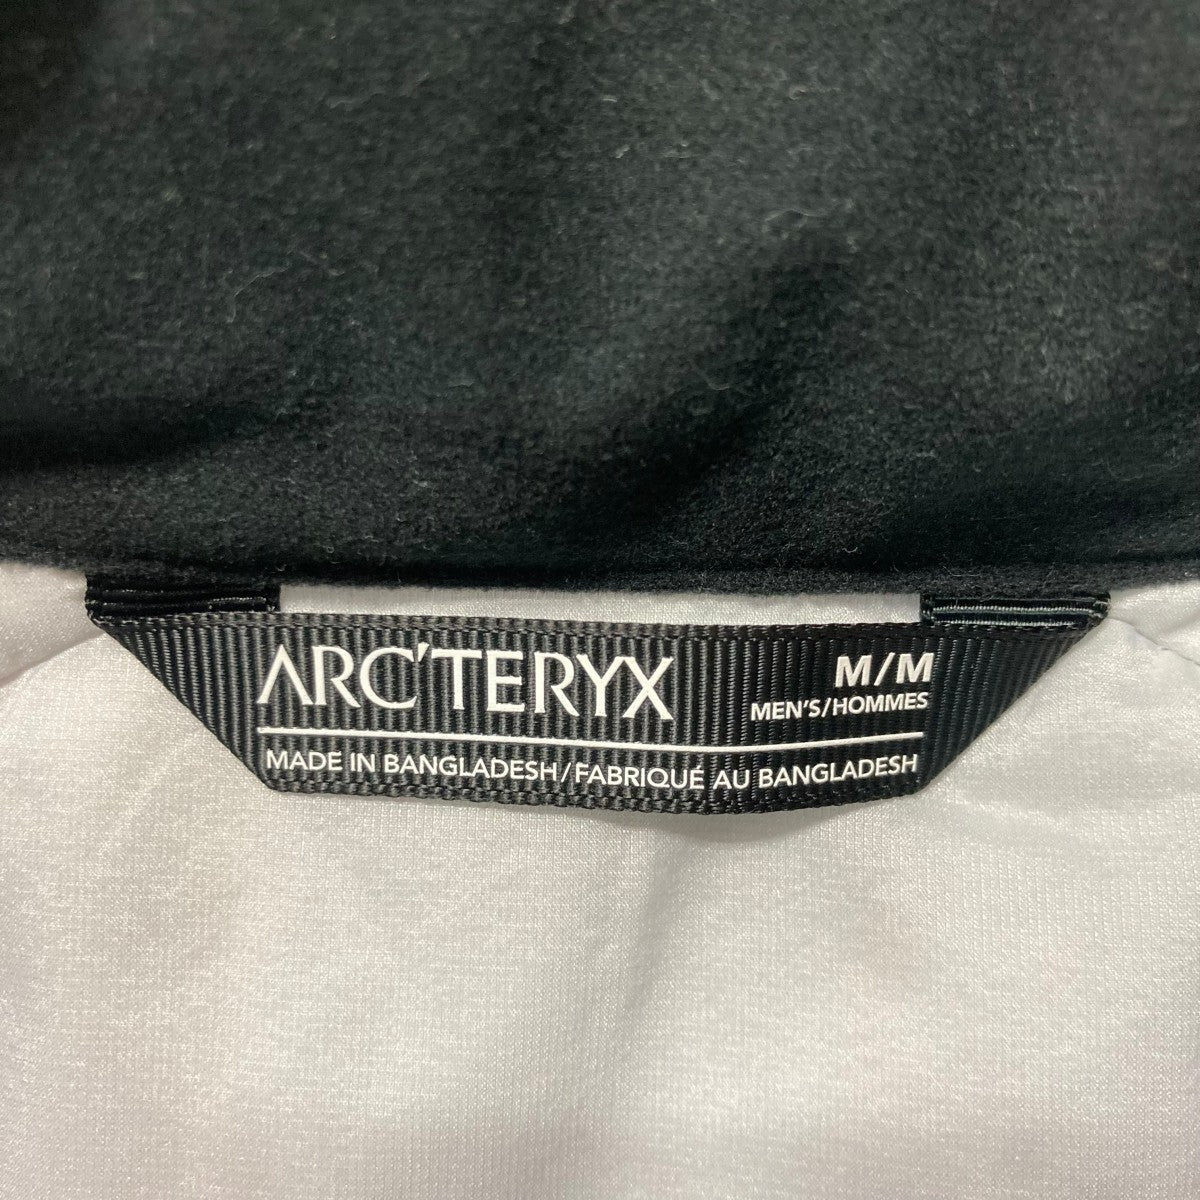 ARC'TERYX
M/M
MEN'S/HOMMES
MADE IN BANGLADESH/FABRIQUÉ AU BANGLADESH